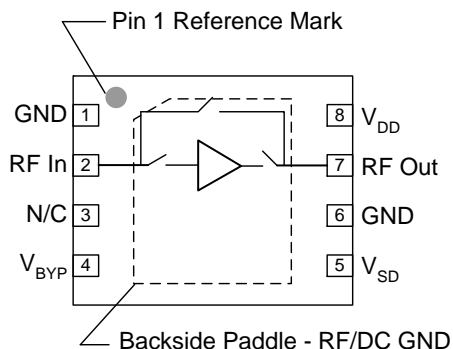 Pin 1 Reference Mark
GND 1
8 VDD
RF In 2
7 RF Out
N/C 3
6 GND
VBYP 4
5 VSD
Backside Paddle - RF/DC GND